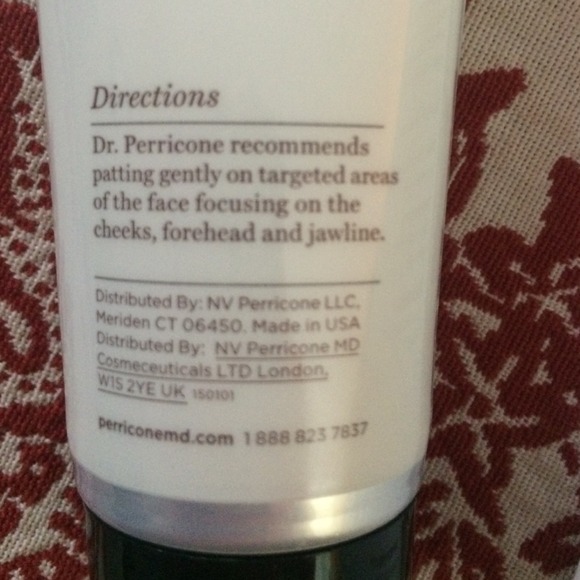 Directions
Dr. Perricone recommends
patting gently on targeted areas
of the face focusing on the
cheeks, forehead and jawline.
Distributed By: NV Perricone LLC,
Meriden CT 06450. Made in USA
Distributed By: NV Perricone MD
Cosmeceuticals LTD London,
W1S 2YE UK 150101
perriconemd.com 1 888 823 7837